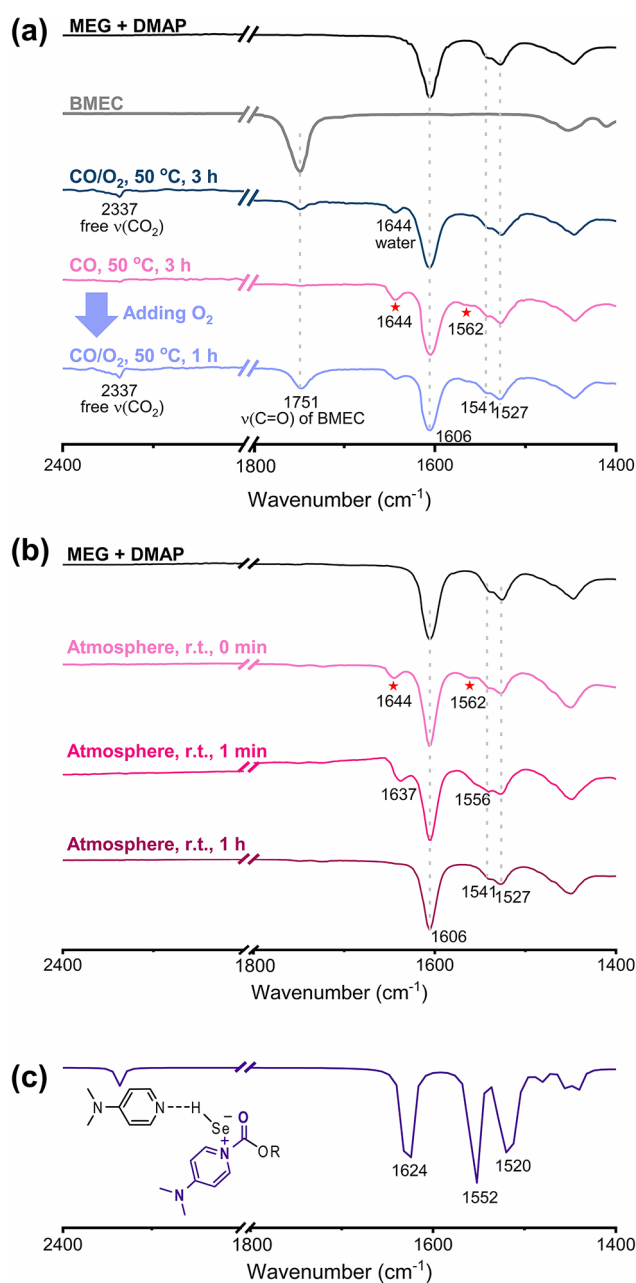 (a)
MEG + DMAP
BMEC
CO/O₂, 50 °C, 3 h
2337
free ν(CO₂)
1644
water
CO, 50 °C, 3 h
★
★
1644
1562
Adding O₂
CO/O₂, 50 °C, 1 h
2337
free ν(CO₂)
1751
ν(C=O) of BMEC
1541
1527
1606
2400
1800
1600
1400
Wavenumber (cm⁻¹)
(b)
MEG + DMAP
Atmosphere, r.t., 0 min
★
★
1644
1562
Atmosphere, r.t., 1 min
1637
1556
Atmosphere, r.t., 1 h
1541
1527
1606
2400
1800
1600
1400
Wavenumber (cm⁻¹)
(c)
N
N
H
Se
−
O
+
N
OR
N
1624
1552
1520
2400
1800
1600
1400
Wavenumber (cm⁻¹)